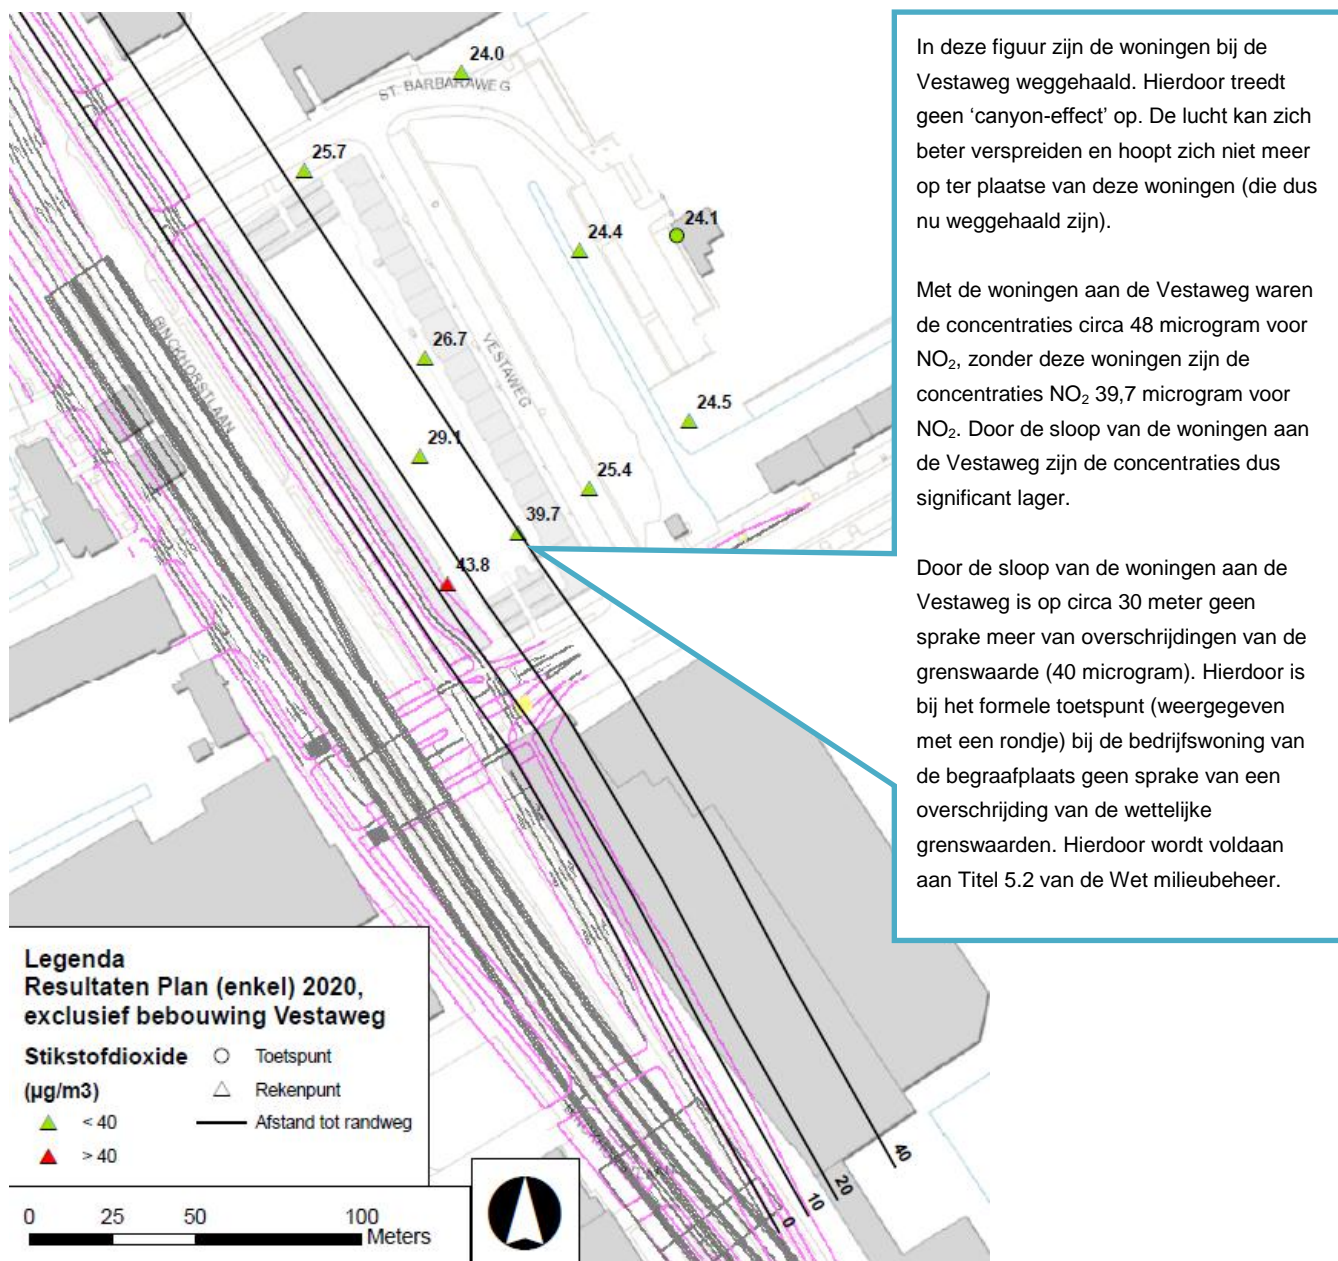 24.0
ST. BARBARAWEG
25.7
24.1
24.4
BINCKHORSTLAAN
26.7
VESTAWEG
24.5
29.1
25.4
39.7
43.8
In deze figuur zijn de woningen bij de
Vestaweg weggehaald. Hierdoor treedt
geen ‘canyon-effect’ op. De lucht kan zich
beter verspreiden en hoopt zich niet meer
op ter plaatse van deze woningen (die dus
nu weggehaald zijn).
Met de woningen aan de Vestaweg waren
de concentraties circa 48 microgram voor
NO₂, zonder deze woningen zijn de
concentraties NO₂ 39,7 microgram voor
NO₂. Door de sloop van de woningen aan
de Vestaweg zijn de concentraties dus
significant lager.
Door de sloop van de woningen aan de
Vestaweg is op circa 30 meter geen
sprake meer van overschrijdingen van de
grenswaarde (40 microgram). Hierdoor is
bij het formele toetspunt (weergegeven
met een rondje) bij de bedrijfswoning van
de begraafplaats geen sprake van een
overschrijding van de wettelijke
grenswaarden. Hierdoor wordt voldaan
aan Titel 5.2 van de Wet milieubeheer.
Legenda
Resultaten Plan (enkel) 2020,
exclusief bebouwing Vestaweg
Stikstofdioxide
(µg/m3)
< 40
> 40
Toetspunt
Rekenpunt
Afstand tot randweg
0 25 50 100
Meters
0
10
20
40